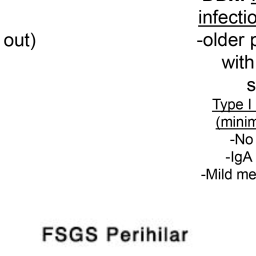 infectio
out)
-older p
with
s
Type I
(minim
-No
-IgA
-Mild me
FSGS Perihilar